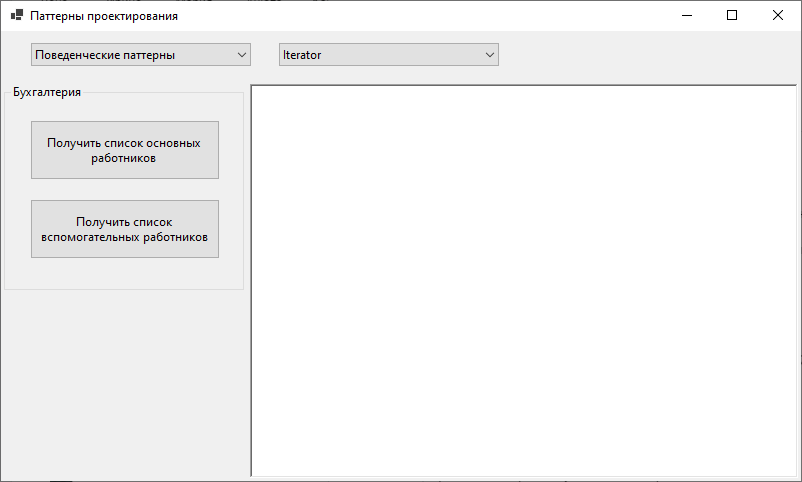 Паттерны проектирования
Поведенческие паттерны
Iterator
Бухгалтерия
Получить список основных
работников
Получить список
вспомогательных работников